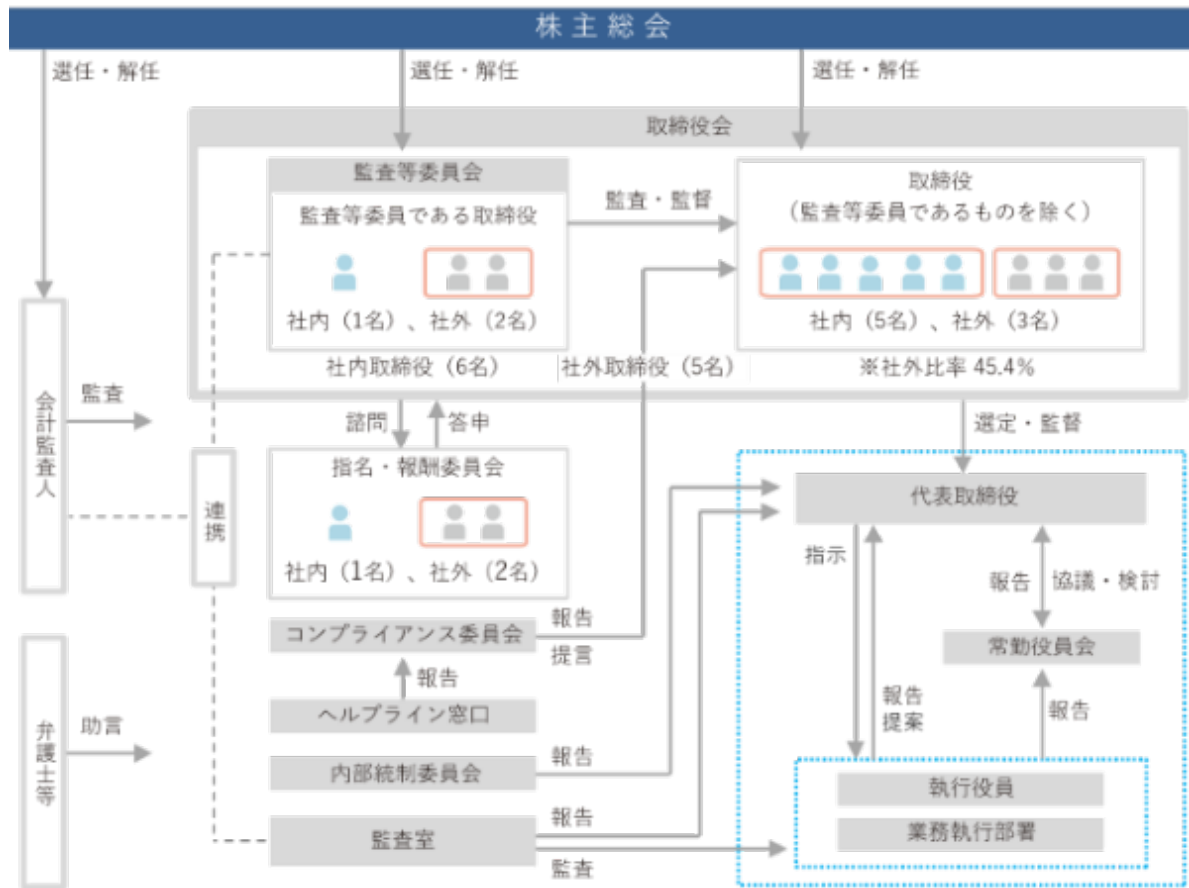 株主総会
選任・解任
選任・解任
選任・解任
取締役会
監査等委員会
監査等委員である取締役
社内（1名）、社外（2名）
監査・監督
取締役
（監査等委員であるものを除く）
社内（5名）、社外（3名）
社内取締役（6名）
社外取締役（5名）
※社外比率 45.4％
会計監査人
監査
諮問
答申
選定・監督
指名・報酬委員会
社内（1名）、社外（2名）
連携
代表取締役
指示
報告
協議・検討
コンプライアンス委員会
報告
提言
常勤役員会
報告
ヘルプライン窓口
報告
提案
報告
弁護士等
助言
内部統制委員会
報告
執行役員
監査室
報告
監査
業務執行部署